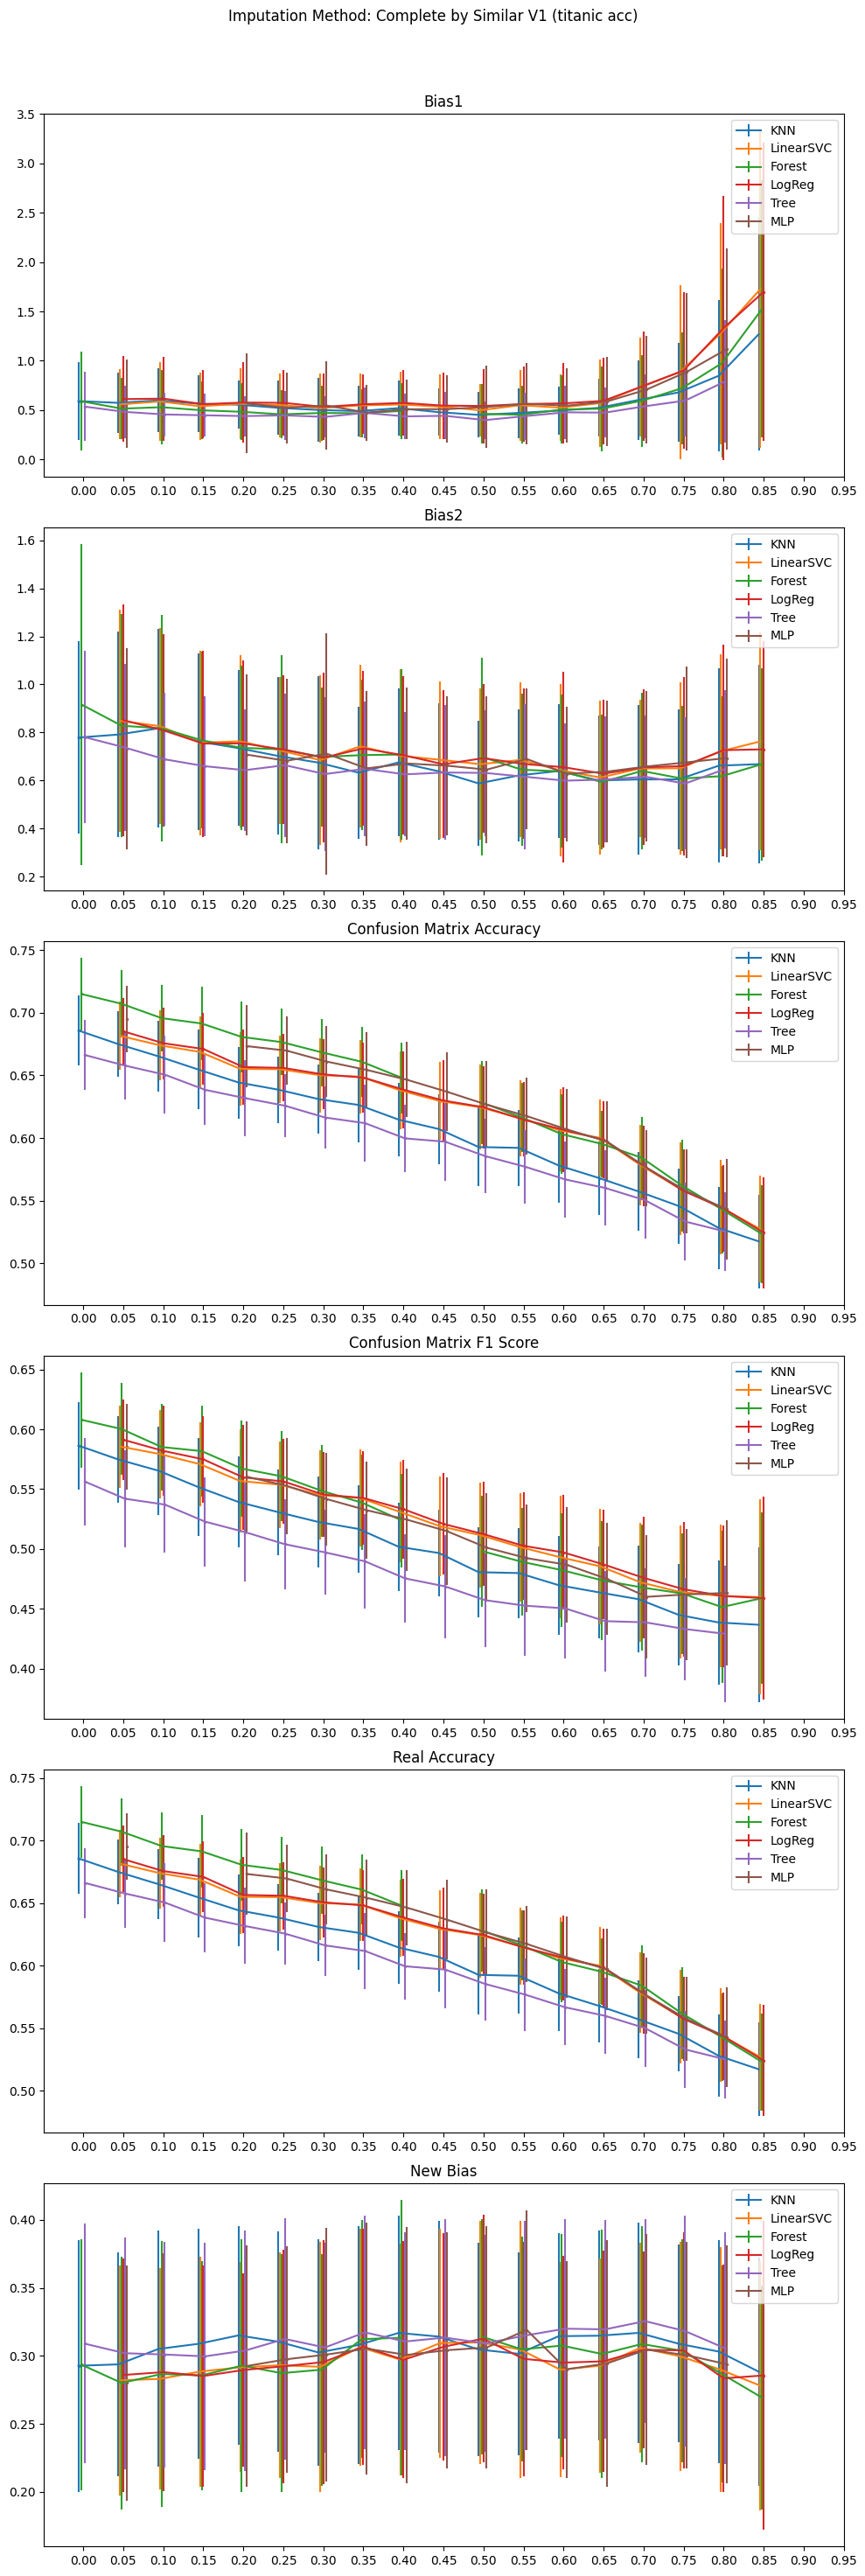 Imputation Method: Complete by Similar V1 (titanic acc)
Bias1
3.5
3.0
2.5
2.0
1.5
1.0
0.5
0.0
KNN
LinearSVC
Forest
LogReg
Tree
MLP
0.00 0.05 0.10 0.15 0.20 0.25 0.30 0.35 0.40 0.45 0.50 0.55 0.60 0.65 0.70 0.75 0.80 0.85 0.90 0.95
Bias2
1.6
1.4
1.2
1.0
0.8
0.6
0.4
0.2
KNN
LinearSVC
Forest
LogReg
Tree
MLP
0.00 0.05 0.10 0.15 0.20 0.25 0.30 0.35 0.40 0.45 0.50 0.55 0.60 0.65 0.70 0.75 0.80 0.85 0.90 0.95
Confusion Matrix Accuracy
0.75
0.70
0.65
0.60
0.55
0.50
KNN
LinearSVC
Forest
LogReg
Tree
MLP
0.00 0.05 0.10 0.15 0.20 0.25 0.30 0.35 0.40 0.45 0.50 0.55 0.60 0.65 0.70 0.75 0.80 0.85 0.90 0.95
Confusion Matrix F1 Score
0.65
0.60
0.55
0.50
0.45
0.40
KNN
LinearSVC
Forest
LogReg
Tree
MLP
0.00 0.05 0.10 0.15 0.20 0.25 0.30 0.35 0.40 0.45 0.50 0.55 0.60 0.65 0.70 0.75 0.80 0.85 0.90 0.95
Real Accuracy
0.75
0.70
0.65
0.60
0.55
0.50
KNN
LinearSVC
Forest
LogReg
Tree
MLP
0.00 0.05 0.10 0.15 0.20 0.25 0.30 0.35 0.40 0.45 0.50 0.55 0.60 0.65 0.70 0.75 0.80 0.85 0.90 0.95
New Bias
0.40
0.35
0.30
0.25
0.20
KNN
LinearSVC
Forest
LogReg
Tree
MLP
0.00 0.05 0.10 0.15 0.20 0.25 0.30 0.35 0.40 0.45 0.50 0.55 0.60 0.65 0.70 0.75 0.80 0.85 0.90 0.95